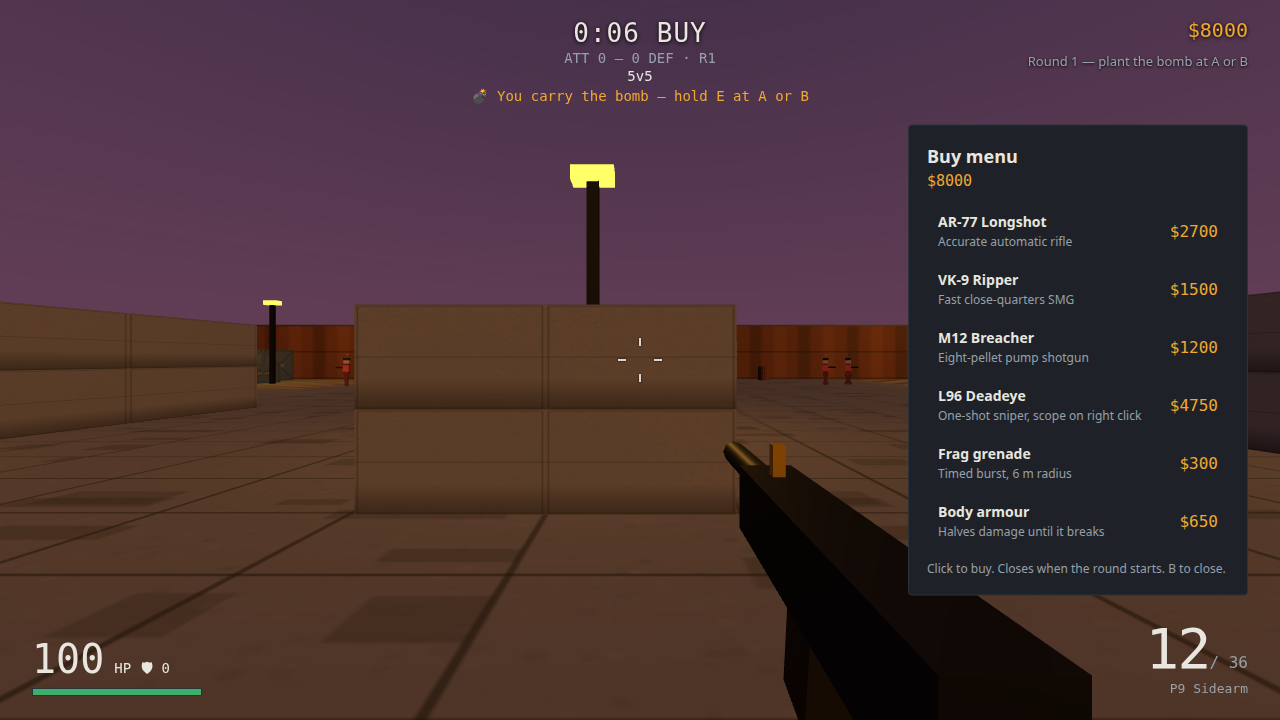 0:06 BUY
ATT 0 — 0 DEF · R1
5v5
💣 You carry the bomb — hold E at A or B
$8000
Round 1 — plant the bomb at A or B
Buy menu
$8000
AR-77 Longshot
Accurate automatic rifle
$2700
VK-9 Ripper
Fast close-quarters SMG
$1500
M12 Breacher
Eight-pellet pump shotgun
$1200
L96 Deadeye
One-shot sniper, scope on right click
$4750
Frag grenade
Timed burst, 6 m radius
$300
Body armour
Halves damage until it breaks
$650
Click to buy. Closes when the round starts. B to close.
100 HP 🛡 0
12 / 36
P9 Sidearm